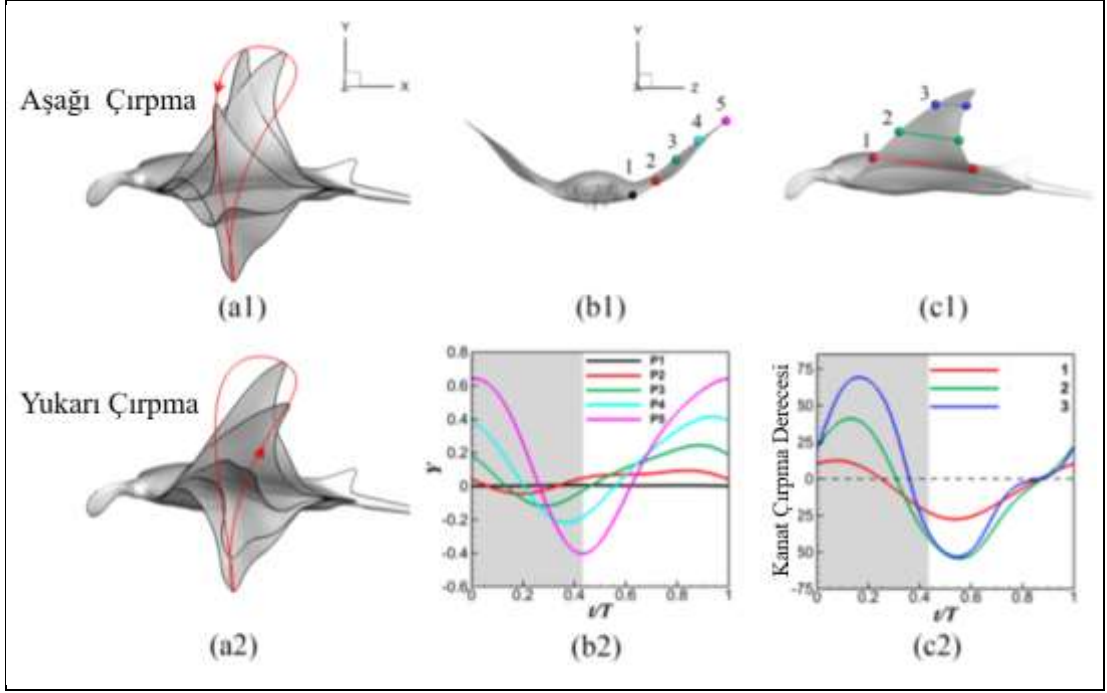 Aşağı Çırpma
Y
X
Z
(a1)
Y
X
Z
1
2
3
4
5
(b1)
1
2
3
(c1)
Yukarı Çırpma
(a2)
Y
0.8
0.6
0.4
0.2
0
-0.2
-0.4
-0.6
0
0.2
0.4
0.6
0.8
1
t/T
P1
P2
P3
P4
P5
(b2)
Kanat Çırpma Derecesi
75
50
25
0
25
50
-75
0
0.2
0.4
0.6
0.8
1
t/T
1
2
3
(c2)